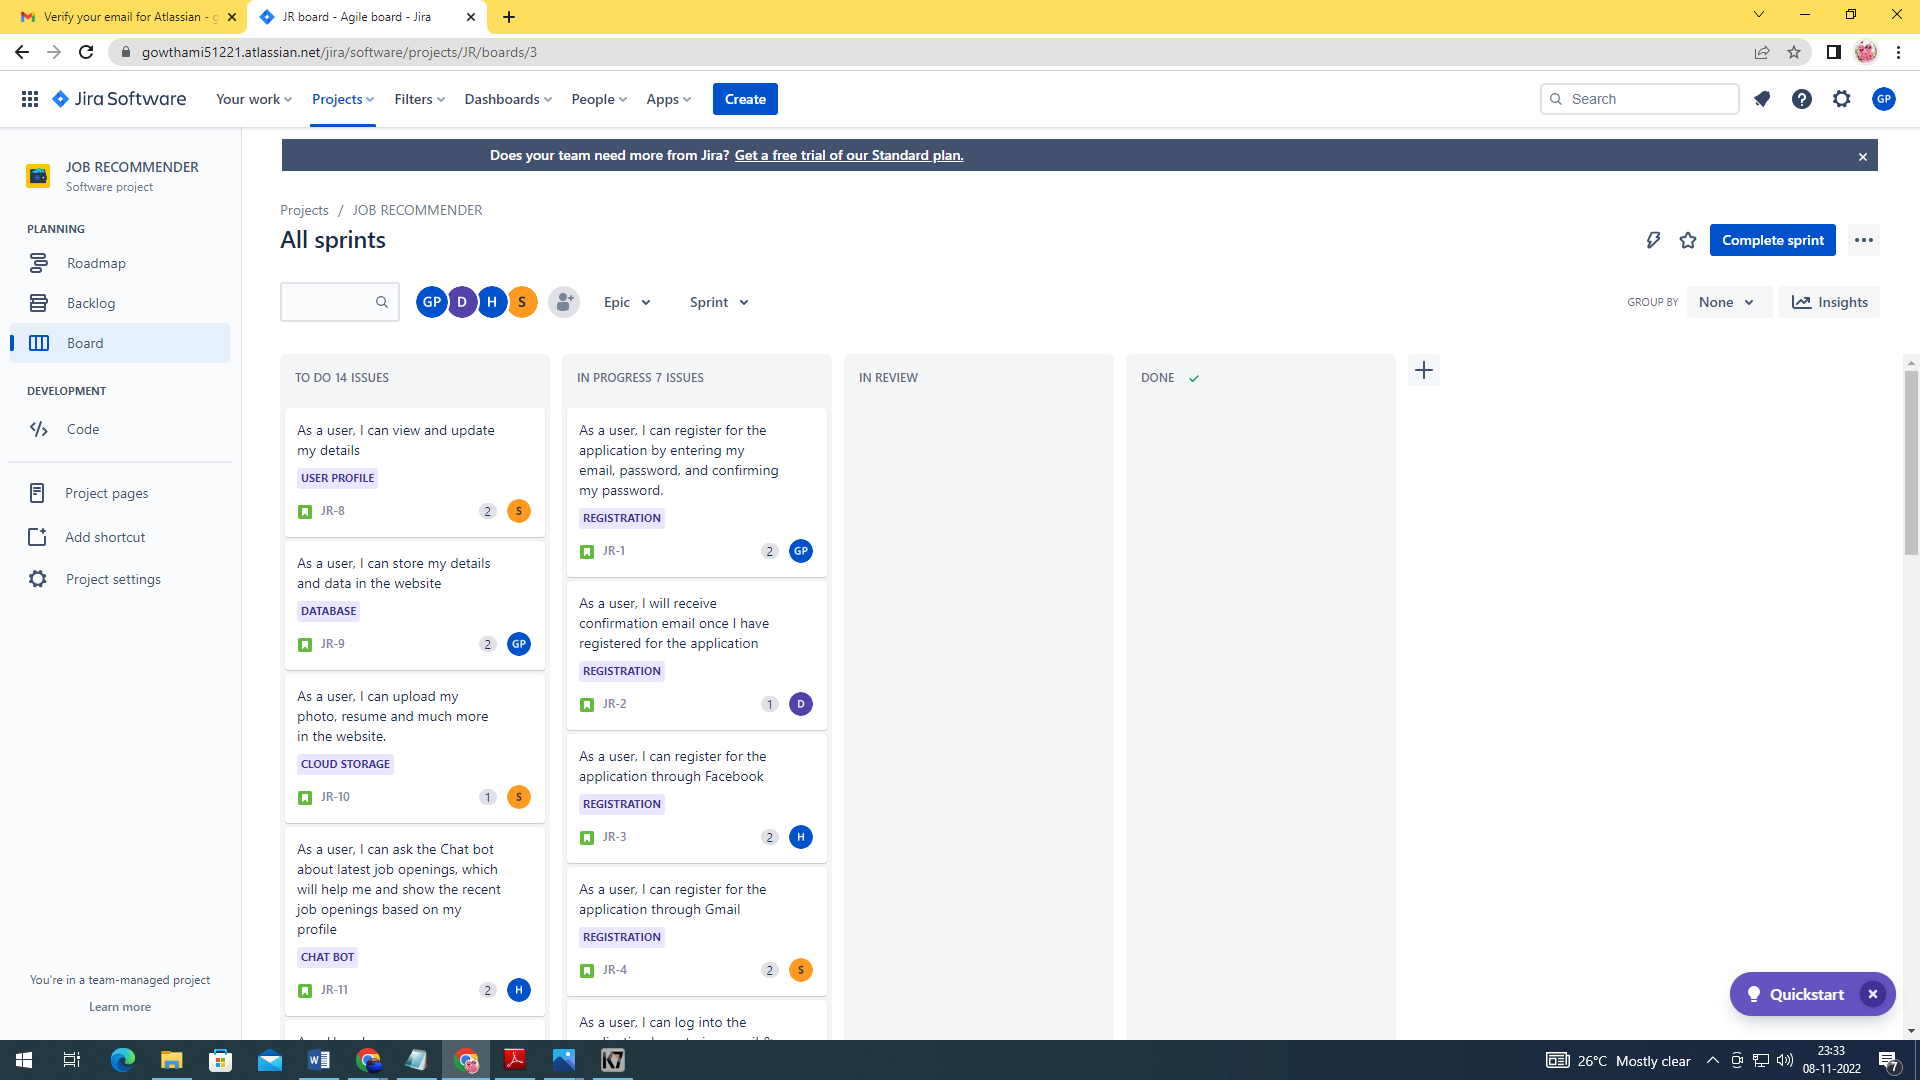 Verify your email for Atlassian - g
JR board - Agile board - Jira
gowthami51221.atlassian.net/jira/software/projects/JR/boards/3
Jira Software
Your work
Projects
Filters
Dashboards
People
Apps
Create
Search
GP
JOB RECOMMENDER
Software project
PLANNING
Roadmap
Backlog
Board
DEVELOPMENT
Code
Project pages
Add shortcut
Project settings
You're in a team-managed project
Learn more
Does your team need more from Jira? Get a free trial of our Standard plan.
Projects / JOB RECOMMENDER
All sprints
Complete sprint
GP D H S
Epic
Sprint
GROUP BY
None
Insights
TO DO 14 ISSUES
As a user, I can view and update
my details
USER PROFILE
JR-8 2 S
As a user, I can store my details
and data in the website
DATABASE
JR-9 2 GP
As a user, I can upload my
photo, resume and much more
in the website.
CLOUD STORAGE
JR-10 1 S
As a user, I can ask the Chat bot
about latest job openings, which
will help me and show the recent
job openings based on my
profile
CHAT BOT
JR-11 2 H
IN PROGRESS 7 ISSUES
As a user, I can register for the
application by entering my
email, password, and confirming
my password.
REGISTRATION
JR-1 2 GP
As a user, I will receive
confirmation email once I have
registered for the application
REGISTRATION
JR-2 1 D
As a user, I can register for the
application through Facebook
REGISTRATION
JR-3 2 H
As a user, I can register for the
application through Gmail
REGISTRATION
JR-4 2 S
As a user, I can log into the
IN REVIEW
DONE
Quickstart
26°C Mostly clear
23:33
08-11-2022
7